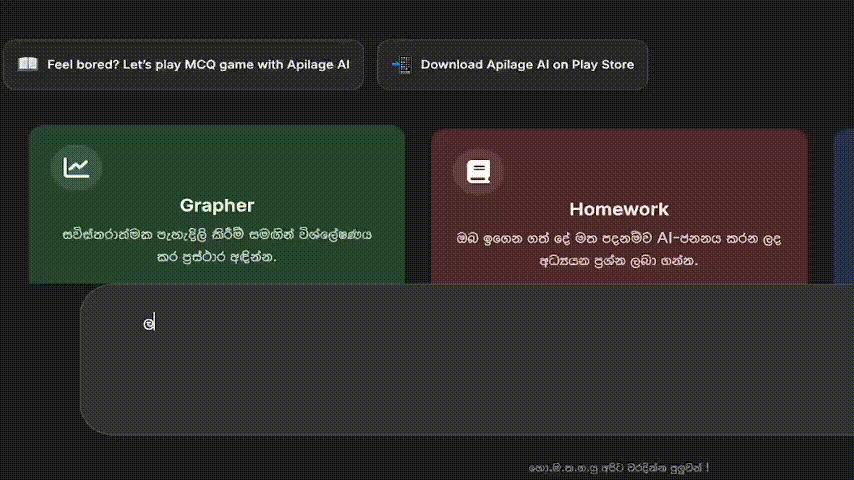 Feel bored? Let's play MCQ game with Apilage AI
Download Apilage AI on Play Store
Grapher
සවිස්තරාත්මක පැහැදිලි කිරීම් සමඟින් විශ්ලේෂණය
කර ප්‍රස්ථාර අඳින්න.
Homework
ඔබ ඉගෙන ගත් දේ මත පදනම්ව AI-ජනනය කරන ලද
අධ්‍යයන ප්‍රශ්න ලබා ගන්න.
ල
අපිට වරදින්න පුලුවන් !